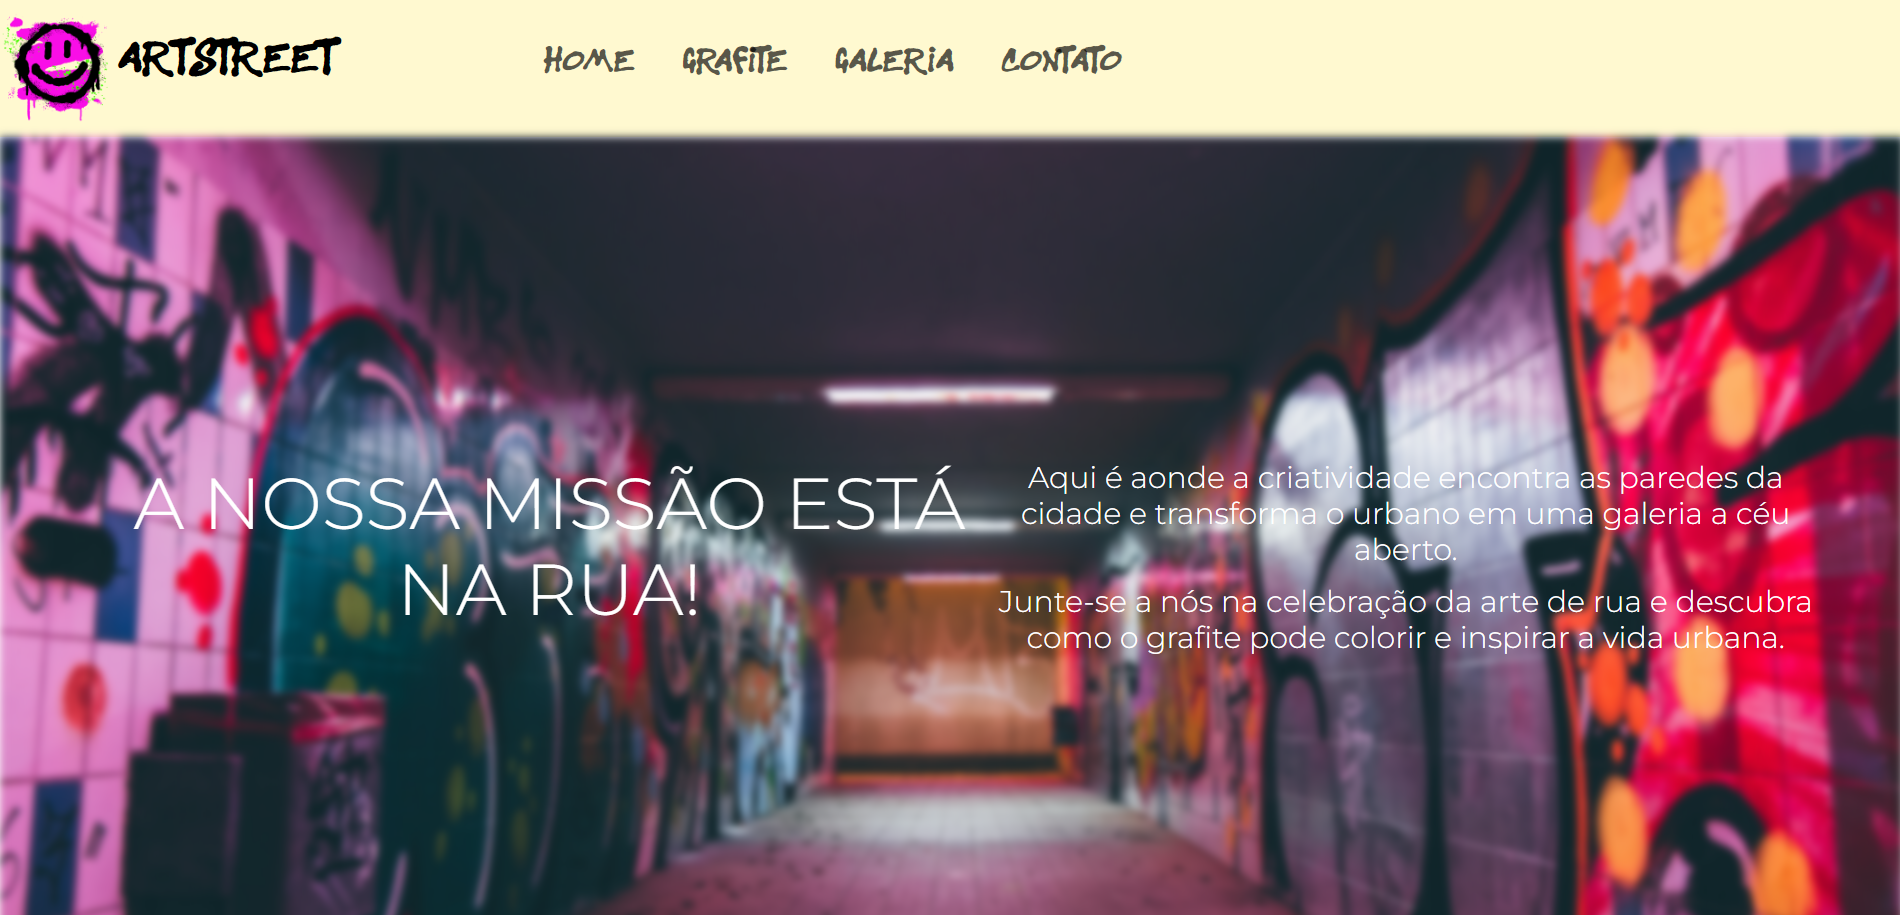 ARTSTREET
HOME GRAFITE GALERIA CONTATO
A NOSSA MISSÃO ESTÁ
NA RUA!
Aqui é aonde a criatividade encontra as paredes da
cidade e transforma o urbano em uma galeria a céu
aberto.
Junte-se a nós na celebração da arte de rua e descubra
como o grafite pode colorir e inspirar a vida urbana.